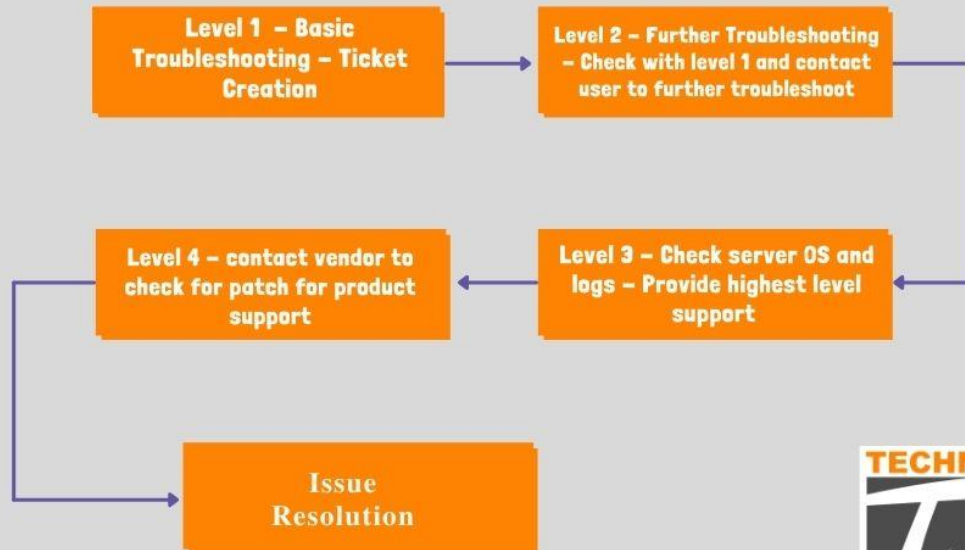 Level 1 – Basic
Troubleshooting – Ticket
Creation
Level 2 – Further Troubleshooting
– Check with level 1 and contact
user to further troubleshoot
Level 4 – contact vendor to
check for patch for product
support
Level 3 – Check server OS and
logs – Provide highest level
support
Issue
Resolution